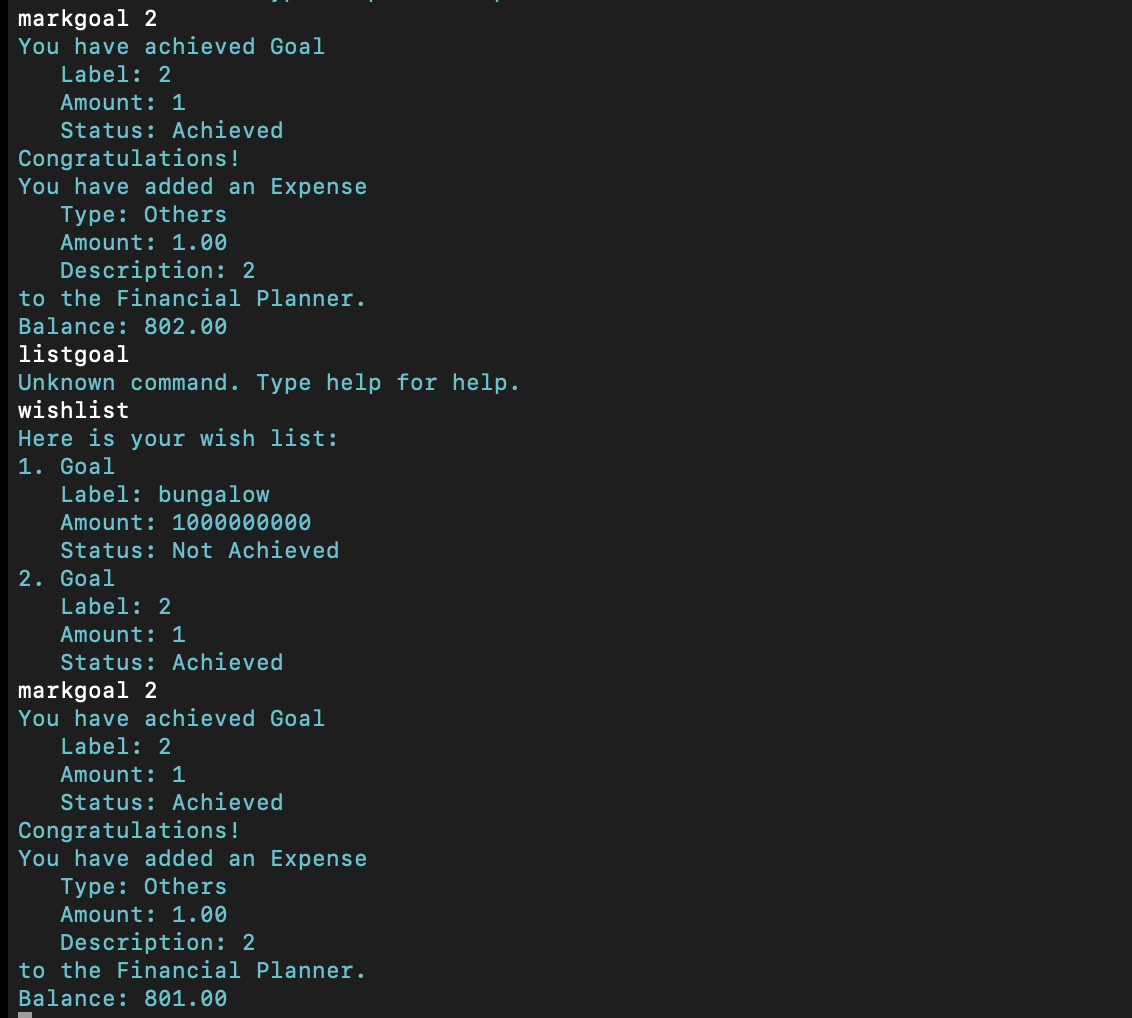 markgoal 2
You have achieved Goal
   Label: 2
   Amount: 1
   Status: Achieved
Congratulations!
You have added an Expense
   Type: Others
   Amount: 1.00
   Description: 2
to the Financial Planner.
Balance: 802.00
listgoal
Unknown command. Type help for help.
wishlist
Here is your wish list:
1. Goal
   Label: bungalow
   Amount: 1000000000
   Status: Not Achieved
2. Goal
   Label: 2
   Amount: 1
   Status: Achieved
markgoal 2
You have achieved Goal
   Label: 2
   Amount: 1
   Status: Achieved
Congratulations!
You have added an Expense
   Type: Others
   Amount: 1.00
   Description: 2
to the Financial Planner.
Balance: 801.00